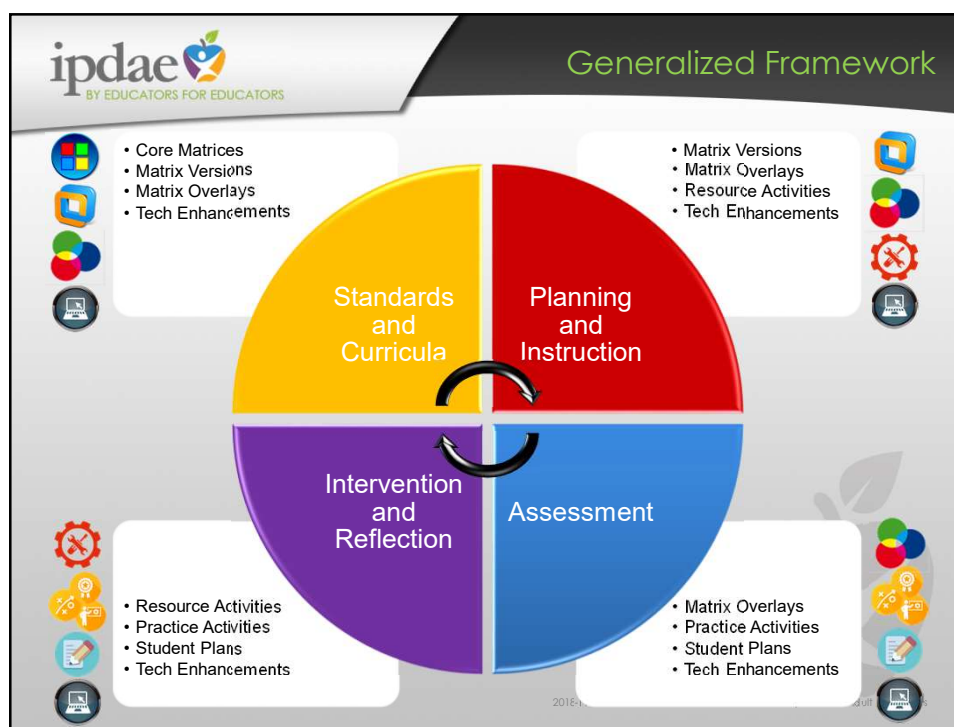 ipdae
BY EDUCATORS FOR EDUCATORS
Generalized Framework
• Core Matrices
• Matrix Versions
• Matrix Overlays
• Tech Enhancements
• Matrix Versions
• Matrix Overlays
• Resource Activities
• Tech Enhancements
Standards
and
Curricula
Planning
and
Instruction
Intervention
and
Reflection
Assessment
• Resource Activities
• Practice Activities
• Student Plans
• Tech Enhancements
• Matrix Overlays
• Practice Activities
• Student Plans
• Tech Enhancements